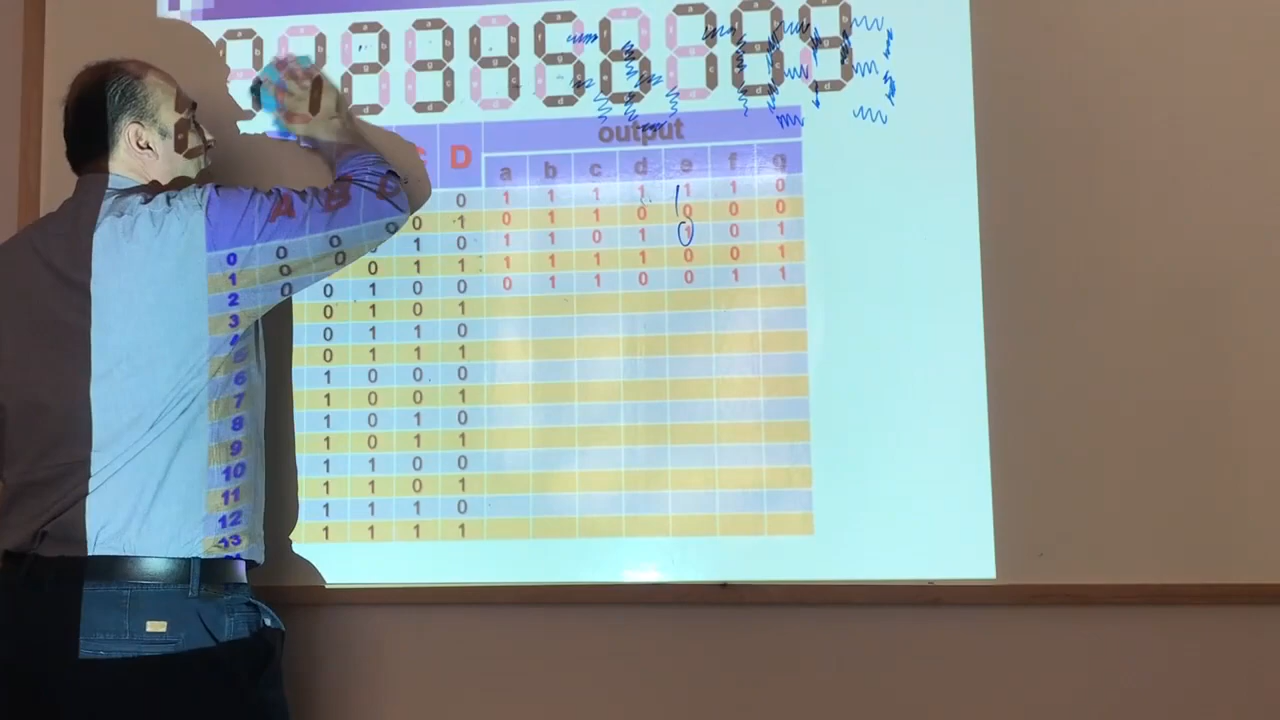 output
A B C D a b c d e f g
0 0 0 0 0 1 1 1 1 1 1 0
1 0 0 0 1 0 1 1 0 0 0 0
2 0 1 0 1 1 0 1 1 0 1
3 0 1 1 1 1 1 1 0 0 1
4 0 1 0 0 0 1 1 0 0 1 1
5 0 1 0 1
6 0 1 1 0
7 0 1 1 1
8 1 0 0 0
9 1 0 0 1
10 1 0 1 0
11 1 0 1 1
12 1 1 0 0
13 1 1 0 1
1 1 1 0
1 1 1 1
1
0